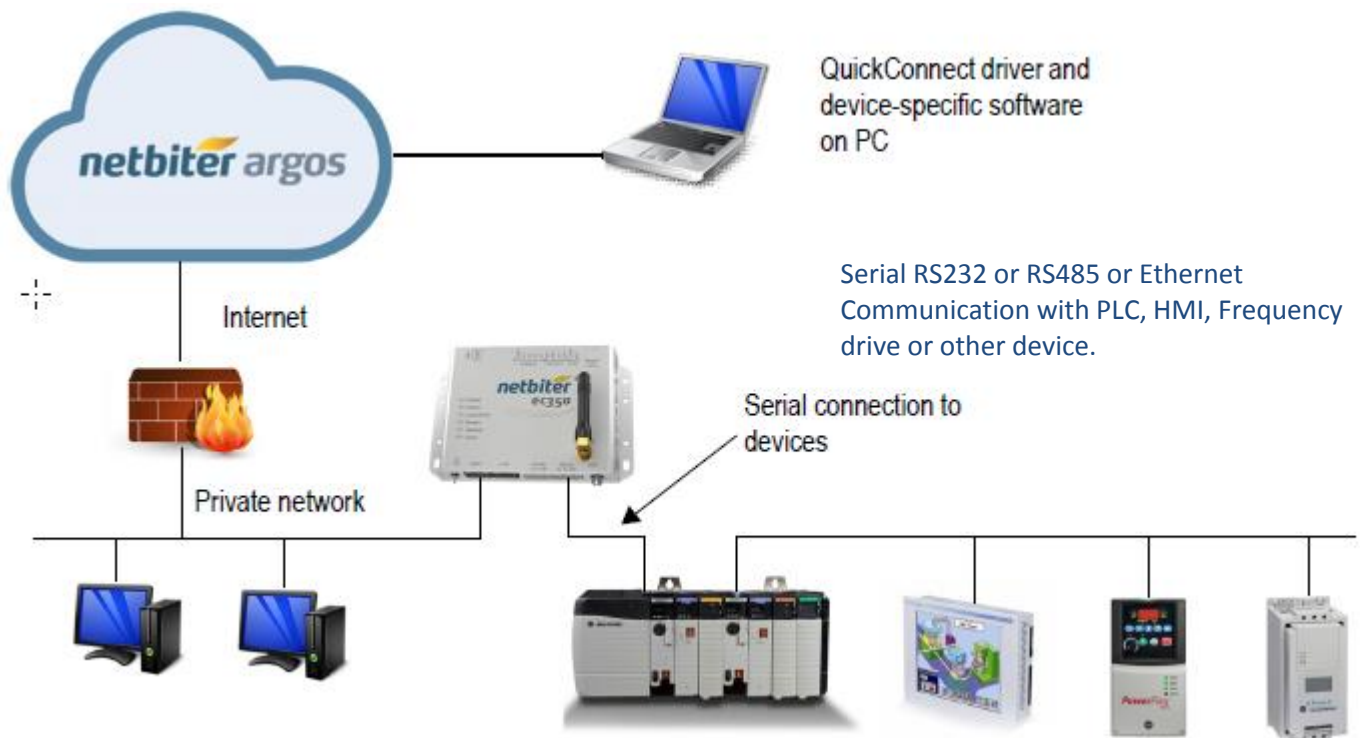 netbiter argos
QuickConnect driver and
device-specific software
on PC
Serial RS232 or RS485 or Ethernet
Communication with PLC, HMI, Frequency
drive or other device.
Internet
netbiter
ec350
Serial connection to
devices
Private network
PowerFlex